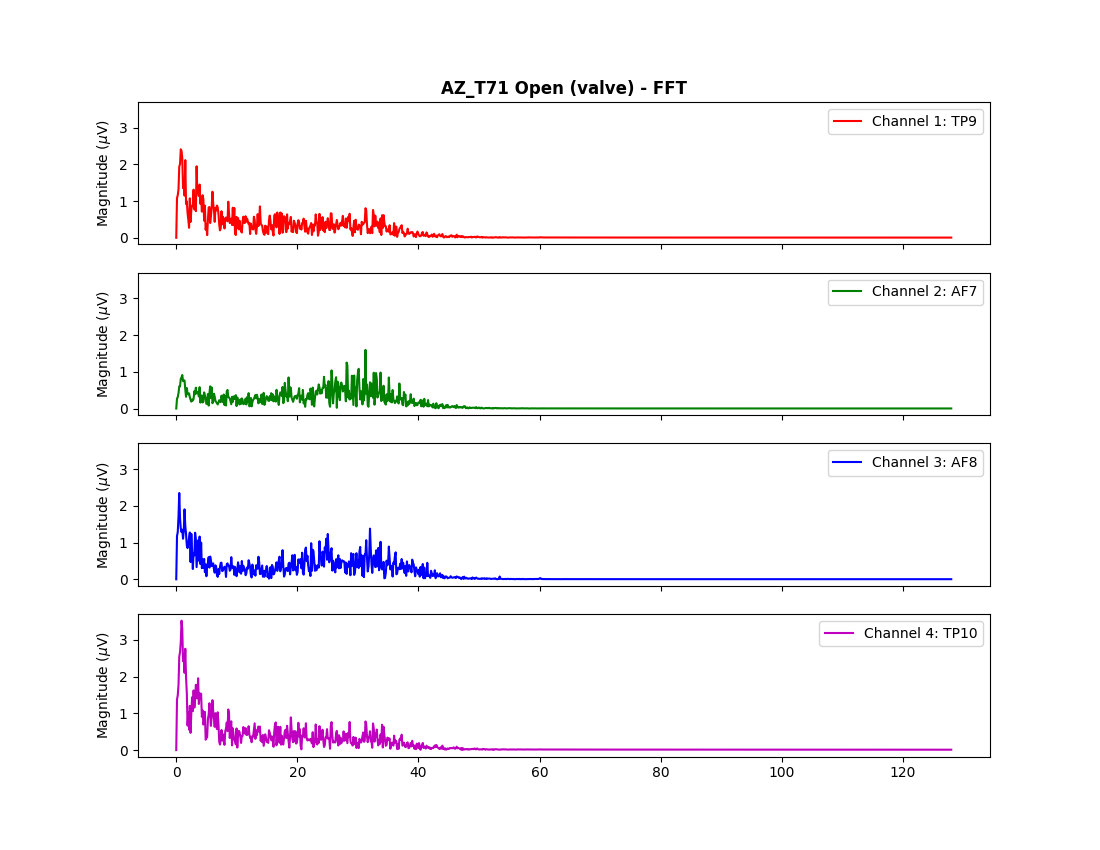 AZ_T71 Open (valve) - FFT
Magnitude (μV)
3
2
1
0
Channel 1: TP9
Magnitude (μV)
3
2
1
0
Channel 2: AF7
Magnitude (μV)
3
2
1
0
Channel 3: AF8
Magnitude (μV)
3
2
1
0
Channel 4: TP10
0 20 40 60 80 100 120